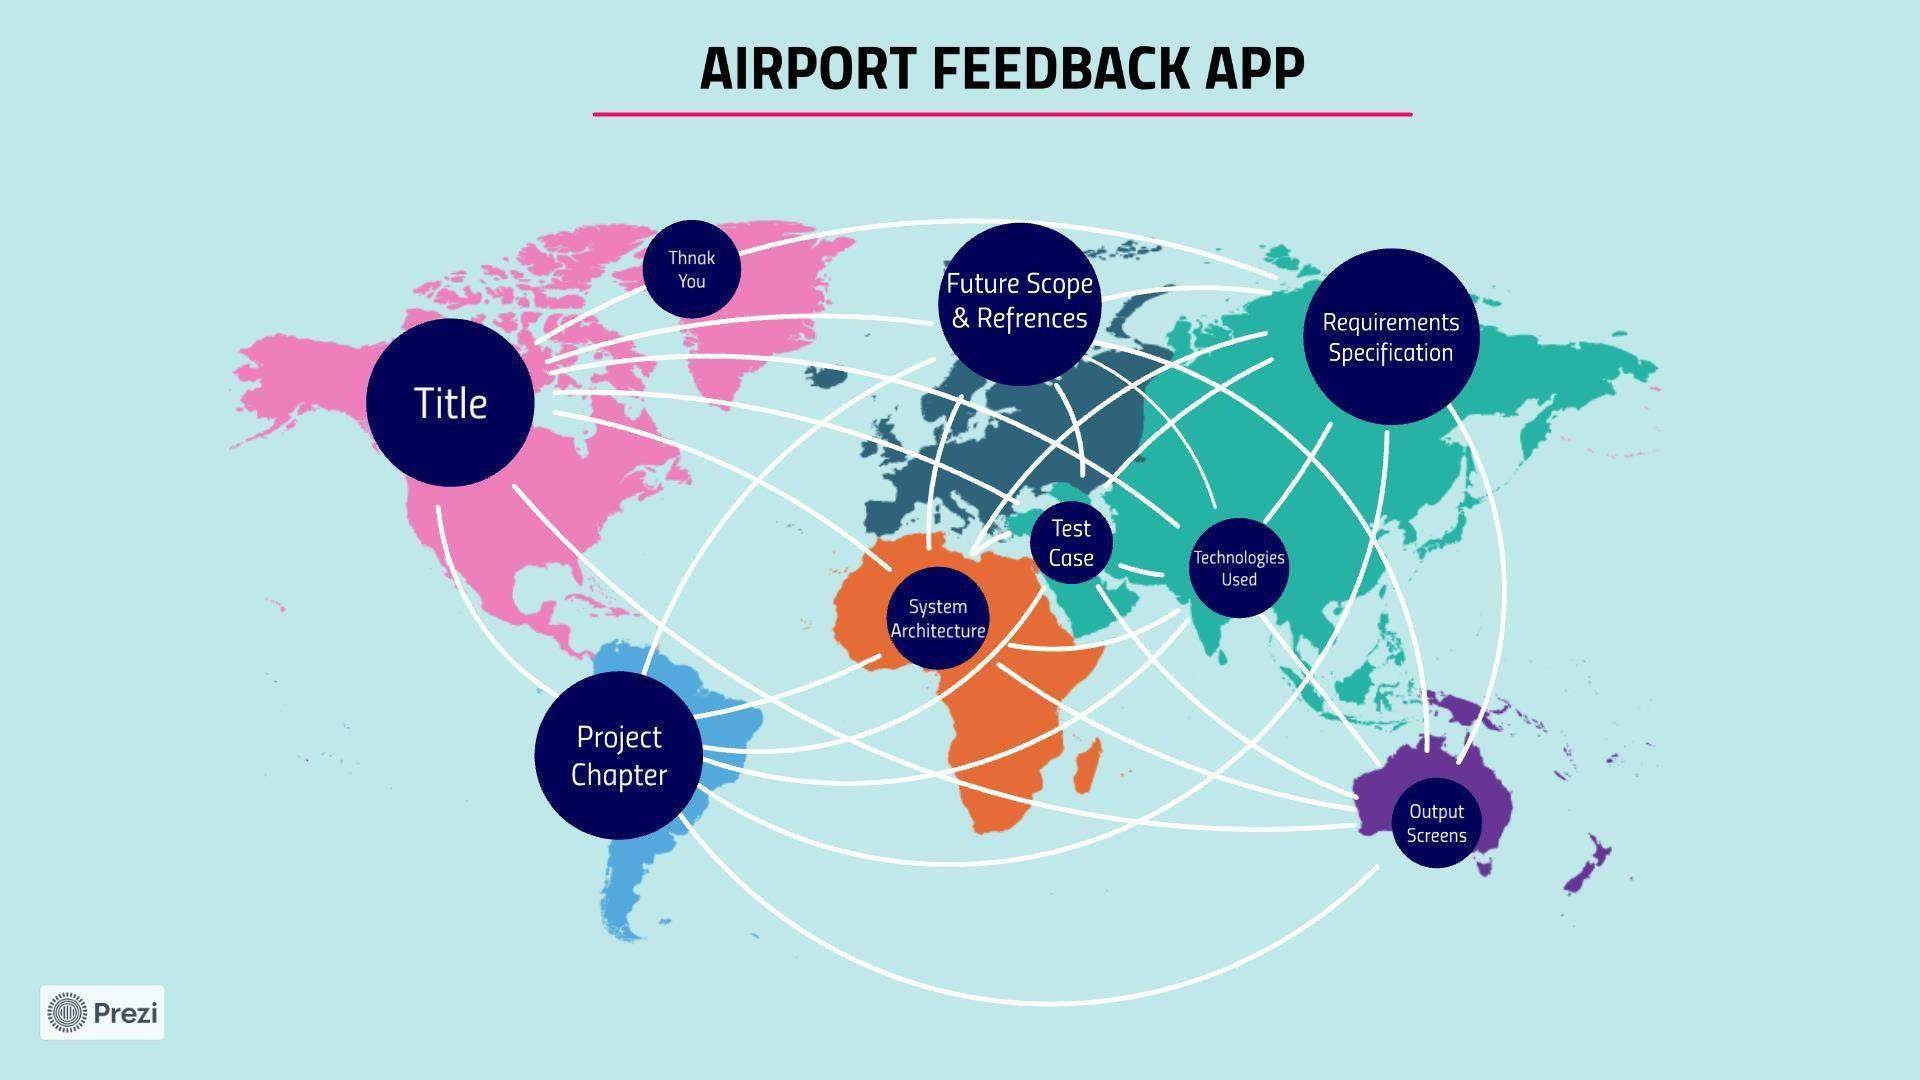 AIRPORT FEEDBACK APP
Thnak
You
Future Scope
& Refrences
Requirements
Specification
Title
Test
Case
Technologies
Used
System
Architecture
Project
Chapter
Output
Screens
Prezi